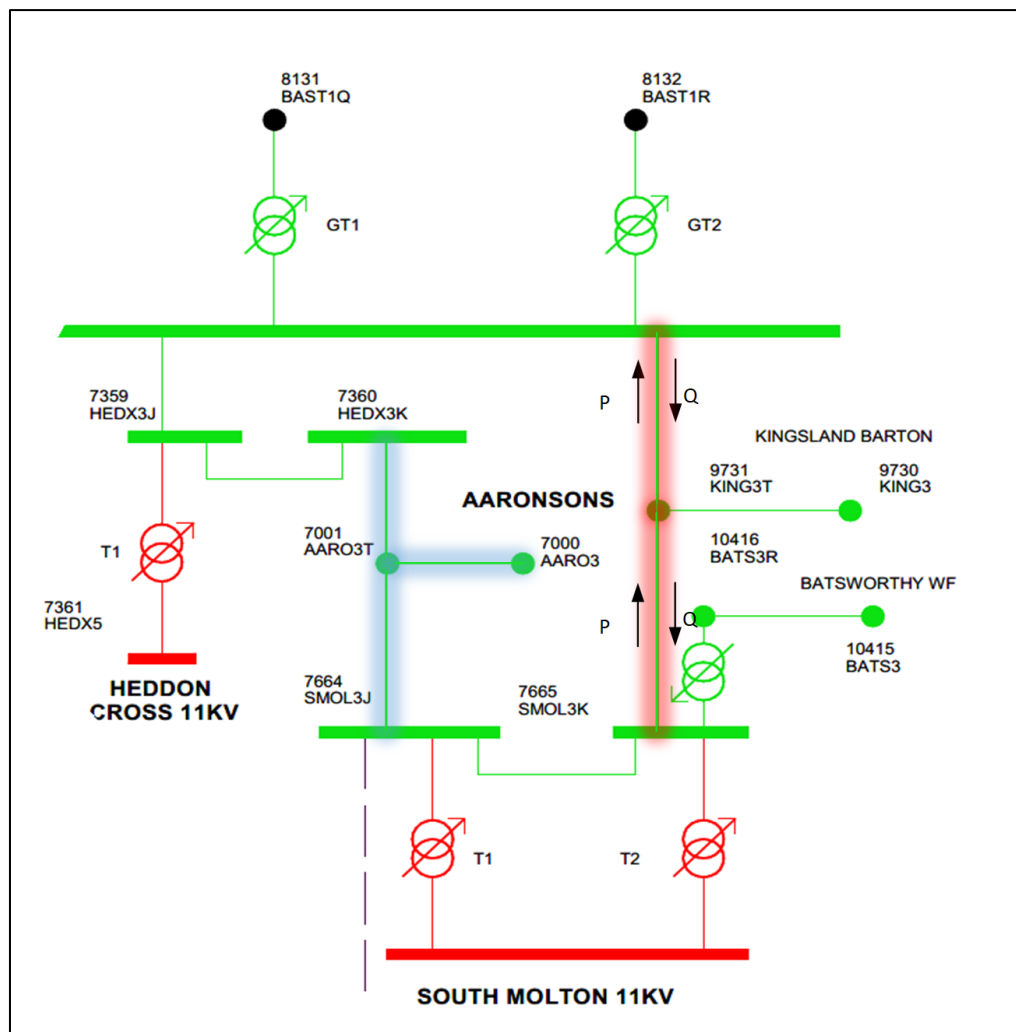 8131
BAST1Q
8132
BAST1R
GT1
GT2
7359
HEDX3J
7360
HEDX3K
P
Q
KINGSLAND BARTON
9731
KING3T
9730
KING3
AARONSONS
7001
AARO3T
7000
AARO3
10416
BATS3R
BATSWORTHY WF
T1
P
Q
7361
HEDX5
10415
BATS3
HEDDON
CROSS 11KV
7664
SMOL3J
7665
SMOL3K
T1
T2
SOUTH MOLTON 11KV